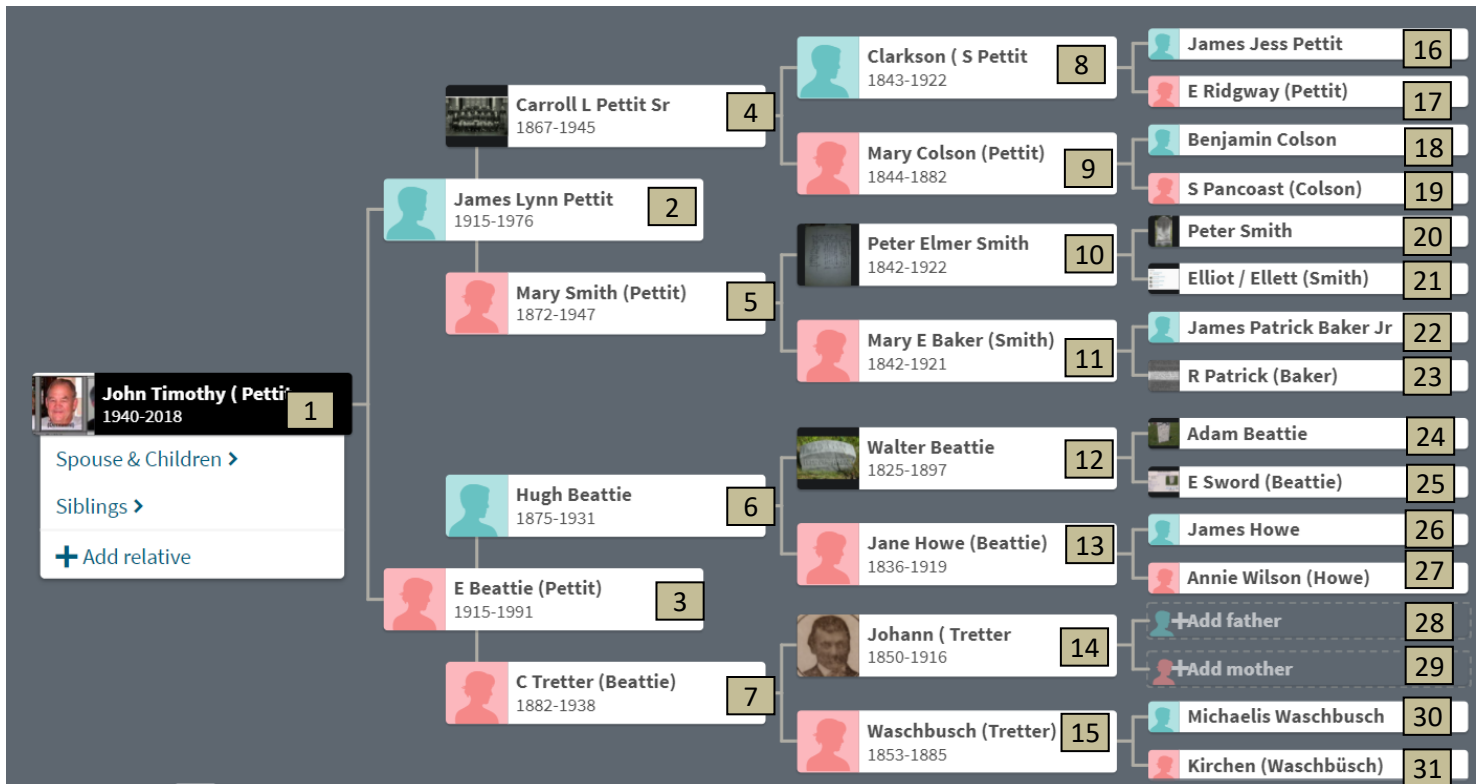 Clarkson ( S Pettit
1843-1922
8
James Jess Pettit
16
E Ridgway (Pettit)
17
Carroll L Pettit Sr
1867-1945
4
Mary Colson (Pettit)
1844-1882
9
Benjamin Colson
18
S Pancoast (Colson)
19
James Lynn Pettit
1915-1976
2
Peter Elmer Smith
1842-1922
10
Peter Smith
20
Elliot / Ellett (Smith)
21
Mary Smith (Pettit)
1872-1947
5
Mary E Baker (Smith)
1842-1921
11
James Patrick Baker Jr
22
R Patrick (Baker)
23
John Timothy ( Pettit
1940-2018
1
Spouse & Children >
Siblings >
+ Add relative
Walter Beattie
1825-1897
12
Adam Beattie
24
E Sword (Beattie)
25
Hugh Beattie
1875-1931
6
Jane Howe (Beattie)
1836-1919
13
James Howe
26
Annie Wilson (Howe)
27
E Beattie (Pettit)
1915-1991
3
Johann ( Tretter
1850-1916
14
+Add father
28
+Add mother
29
C Tretter (Beattie)
1882-1938
7
Waschbusch (Tretter)
1853-1885
15
Michaelis Waschbusch
30
Kirchen (Waschbüsch)
31